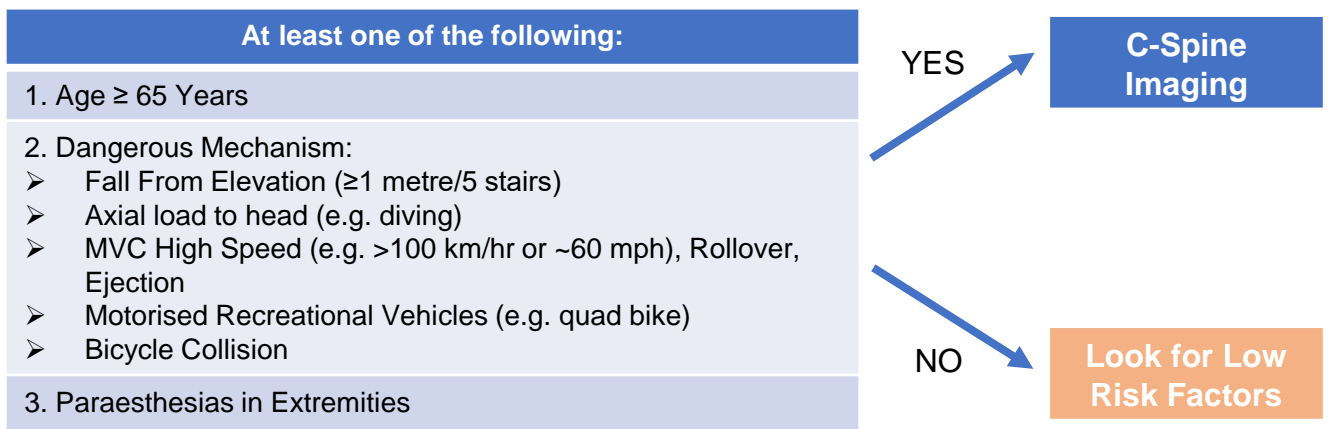 At least one of the following:
1. Age ≥ 65 Years
2. Dangerous Mechanism:
➢ Fall From Elevation (≥1 metre/5 stairs)
➢ Axial load to head (e.g. diving)
➢ MVC High Speed (e.g. >100 km/hr or ~60 mph), Rollover,
Ejection
➢ Motorised Recreational Vehicles (e.g. quad bike)
➢ Bicycle Collision
3. Paraesthesias in Extremities
YES
C-Spine
Imaging
NO
Look for Low
Risk Factors